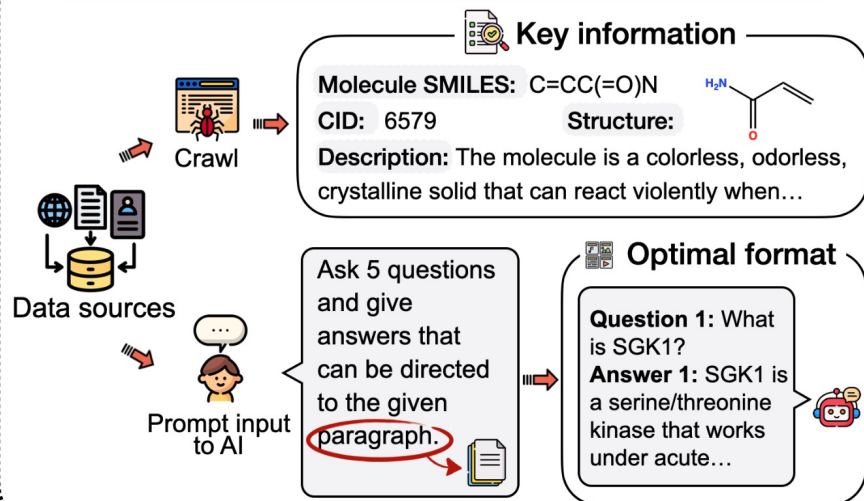 Key information
Molecule SMILES: C=CC(=O)N
H₂N
O
CID: 6579
Structure:
Description: The molecule is a colorless, odorless,
crystalline solid that can react violently when...
Crawl
Data sources
Prompt input
to AI
Ask 5 questions
and give
answers that
can be directed
to the given
paragraph.
Optimal format
Question 1: What
is SGK1?
Answer 1: SGK1 is
a serine/threonine
kinase that works
under acute...